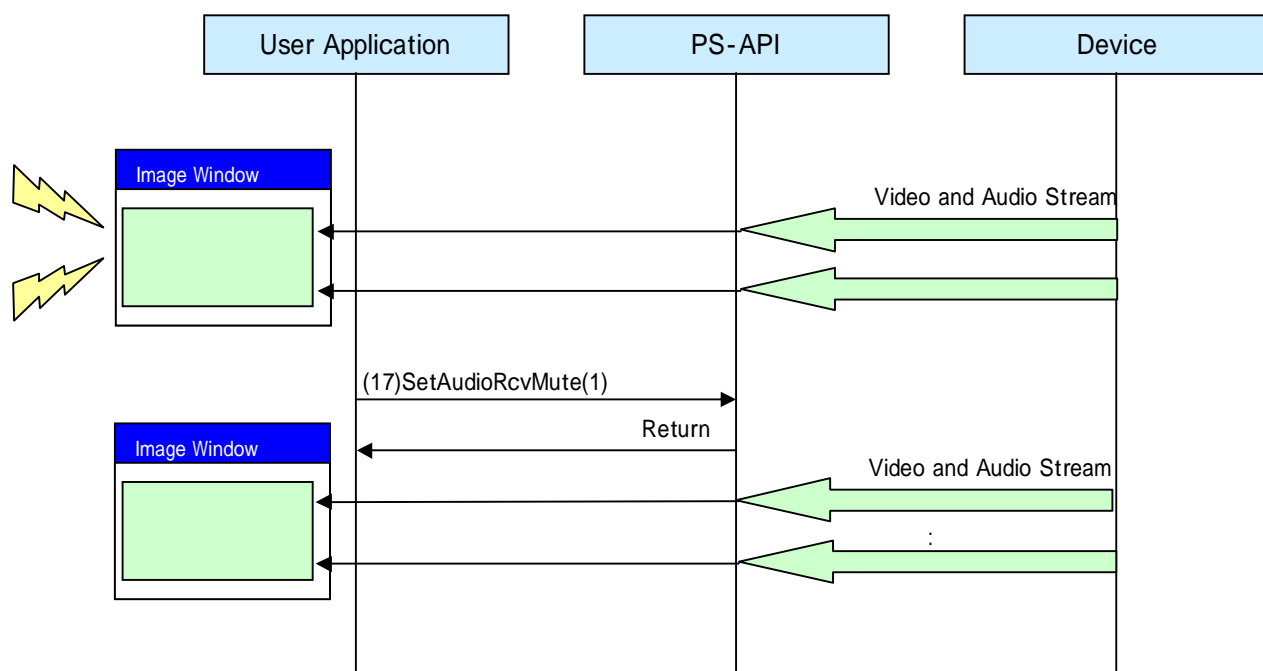 User Application
PS-API
Device
Image Window
Video and Audio Stream
(17)SetAudioRcvMute(1)
Return
Image Window
Video and Audio Stream
: